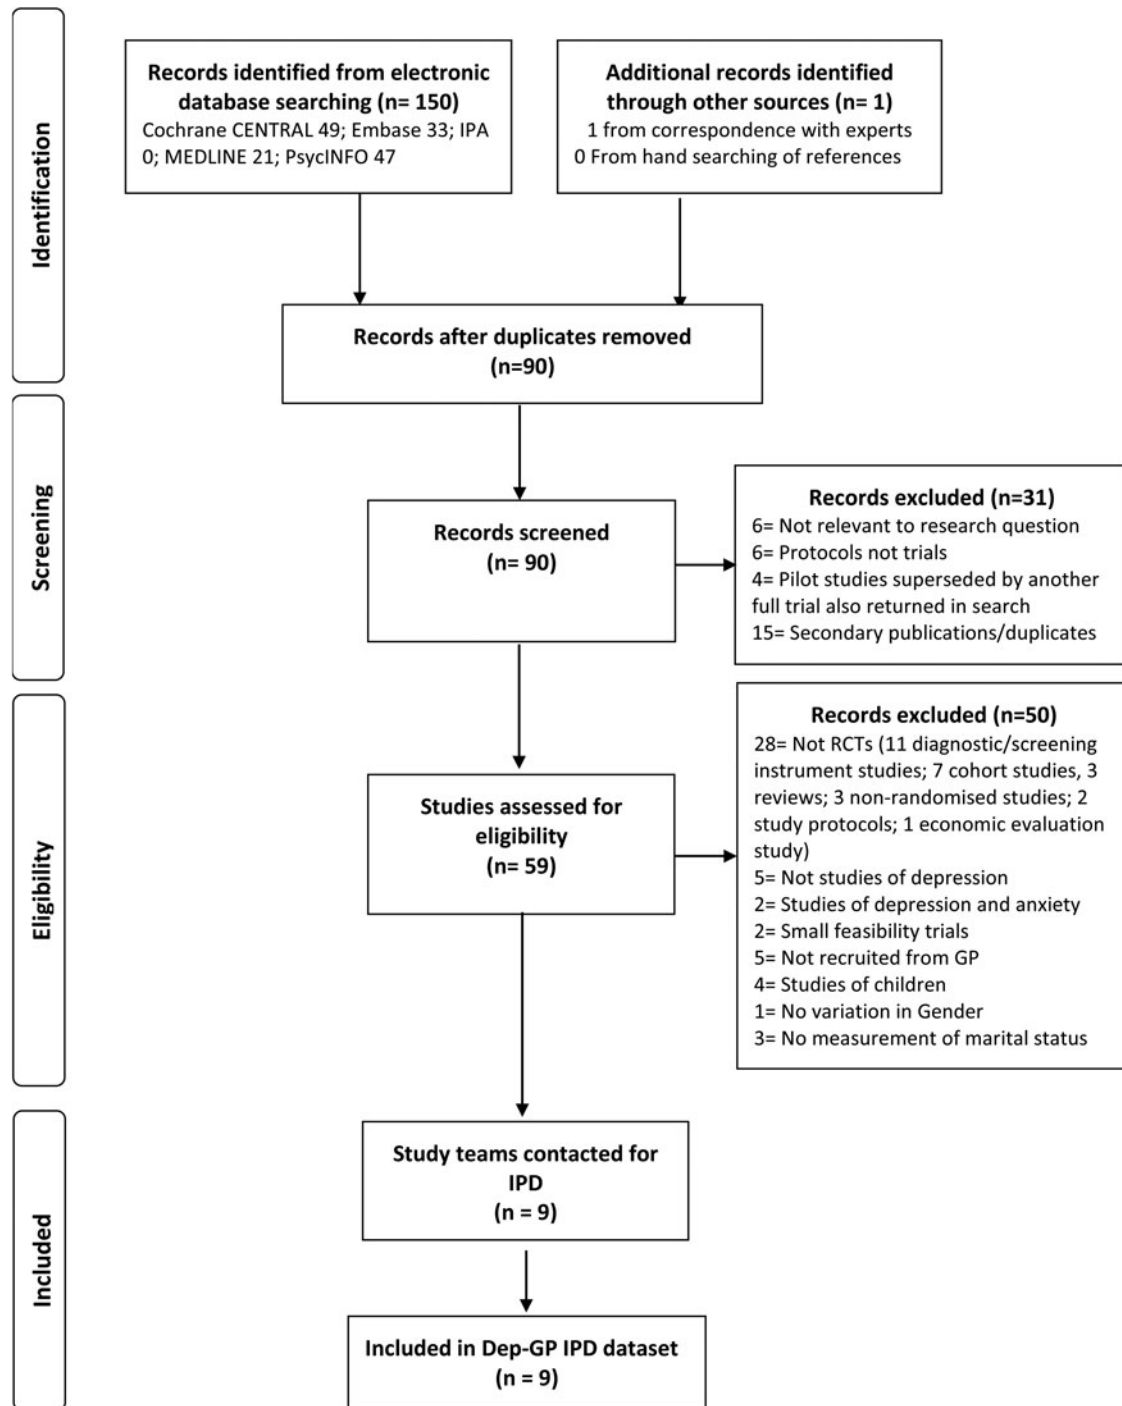 Identification
Records identified from electronic
database searching (n= 150)
Cochrane CENTRAL 49; Embase 33; IPA
0; MEDLINE 21; PsycINFO 47
Additional records identified
through other sources (n= 1)
1 from correspondence with experts
0 From hand searching of references
Records after duplicates removed
(n=90)
Screening
Records screened
(n= 90)
Records excluded (n=31)
6= Not relevant to research question
6= Protocols not trials
4= Pilot studies superseded by another
full trial also returned in search
15= Secondary publications/duplicates
Eligibility
Studies assessed for
eligibility
(n= 59)
Records excluded (n=50)
28= Not RCTs (11 diagnostic/screening
instrument studies; 7 cohort studies, 3
reviews; 3 non-randomised studies; 2
study protocols; 1 economic evaluation
study)
5= Not studies of depression
2= Studies of depression and anxiety
2= Small feasibility trials
5= Not recruited from GP
4= Studies of children
1= No variation in Gender
3= No measurement of marital status
Included
Study teams contacted for
IPD
(n = 9)
Included in Dep-GP IPD dataset
(n = 9)